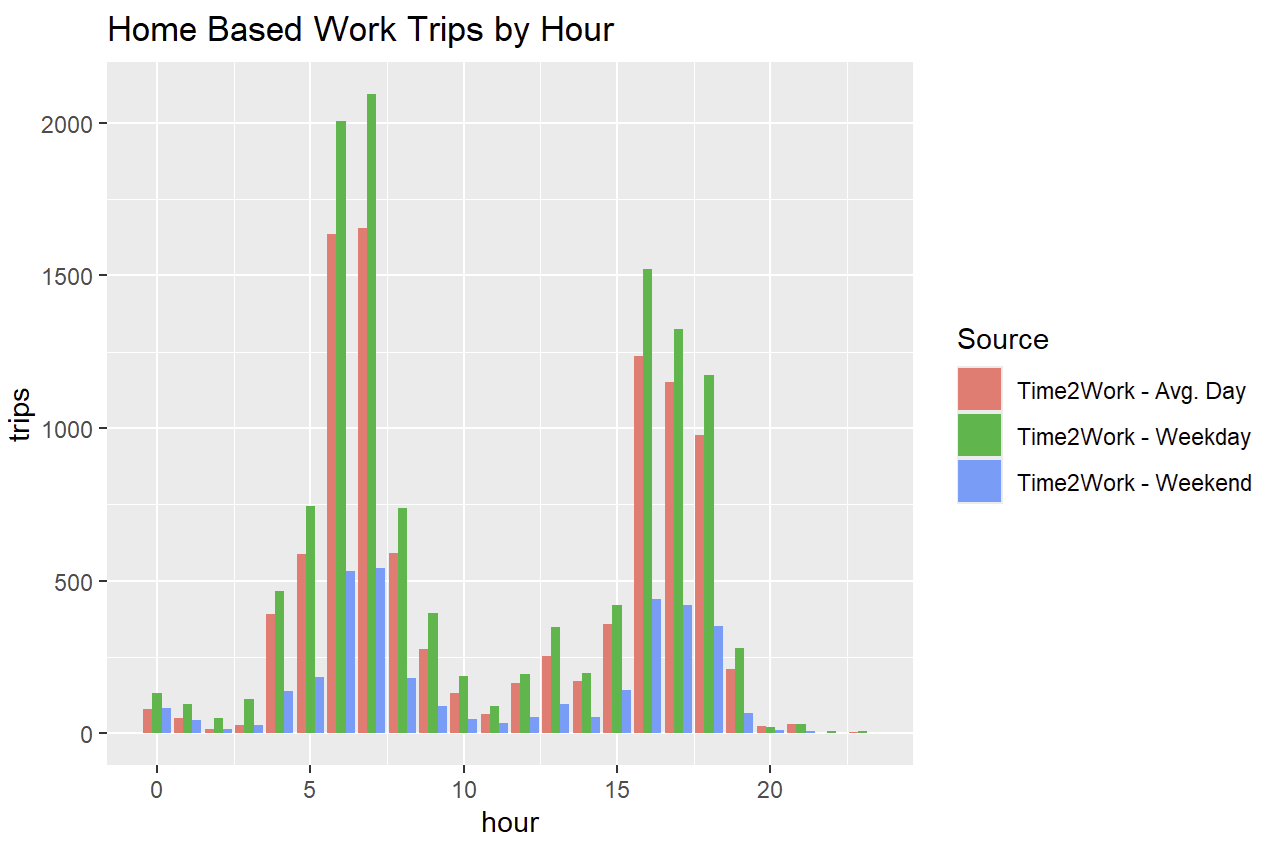 Home Based Work Trips by Hour
2000
1500
1000
500
0
trips
0 5 10 15 20
hour
Source
Time2Work - Avg. Day
Time2Work - Weekday
Time2Work - Weekend